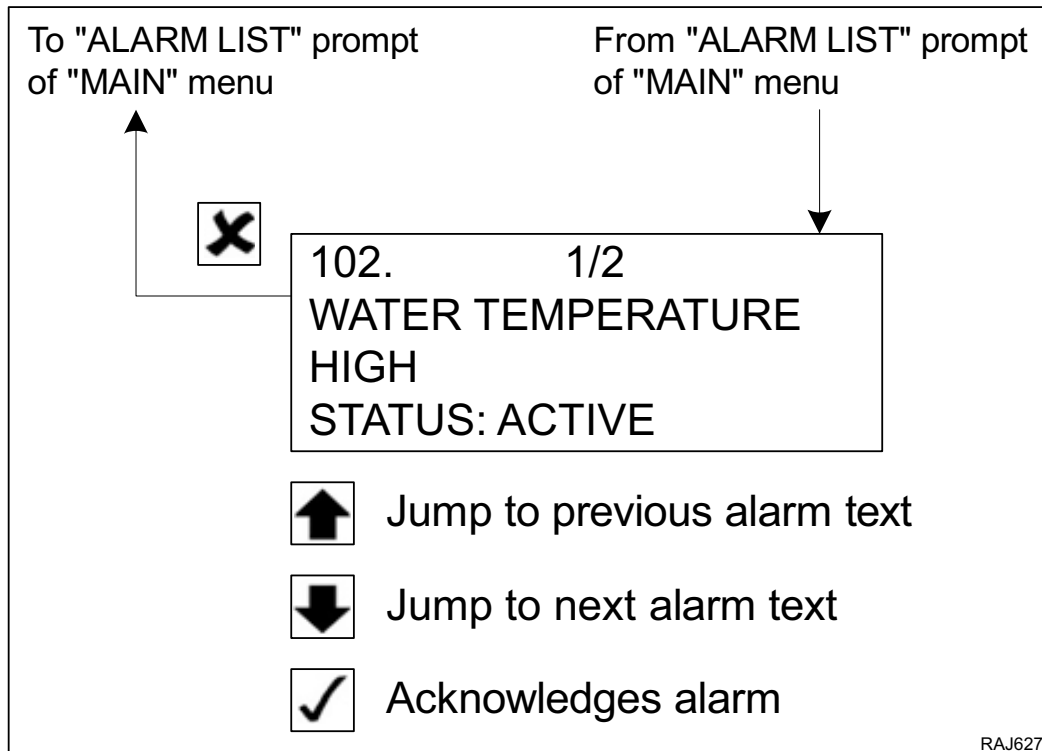 To "ALARM LIST" prompt
of "MAIN" menu
From "ALARM LIST" prompt
of "MAIN" menu
102. 1/2
WATER TEMPERATURE
HIGH
STATUS: ACTIVE
Jump to previous alarm text
Jump to next alarm text
Acknowledges alarm
RAJ627